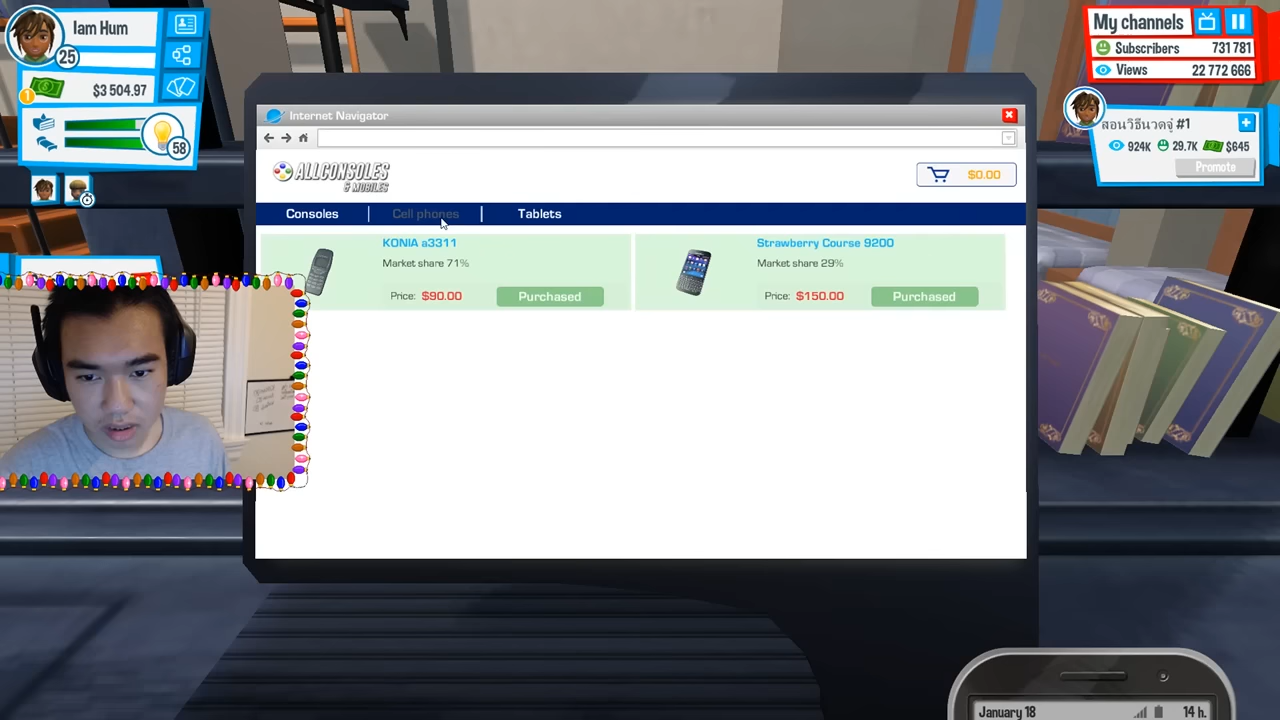 Iam Hum
25
1
$3 504.97
58
My channels
Subscribers 731 781
Views 22 772 666
สอนวิธีนวดจู๋ #1
924K 29.7K $645
Promote
Internet Navigator
ALLCONSOLES
& MOBILES
$0.00
Consoles Cell phones Tablets
KONIA a3311
Market share 71%
Price: $90.00 Purchased
Strawberry Course 9200
Market share 29%
Price: $150.00 Purchased
January 18 14 h.